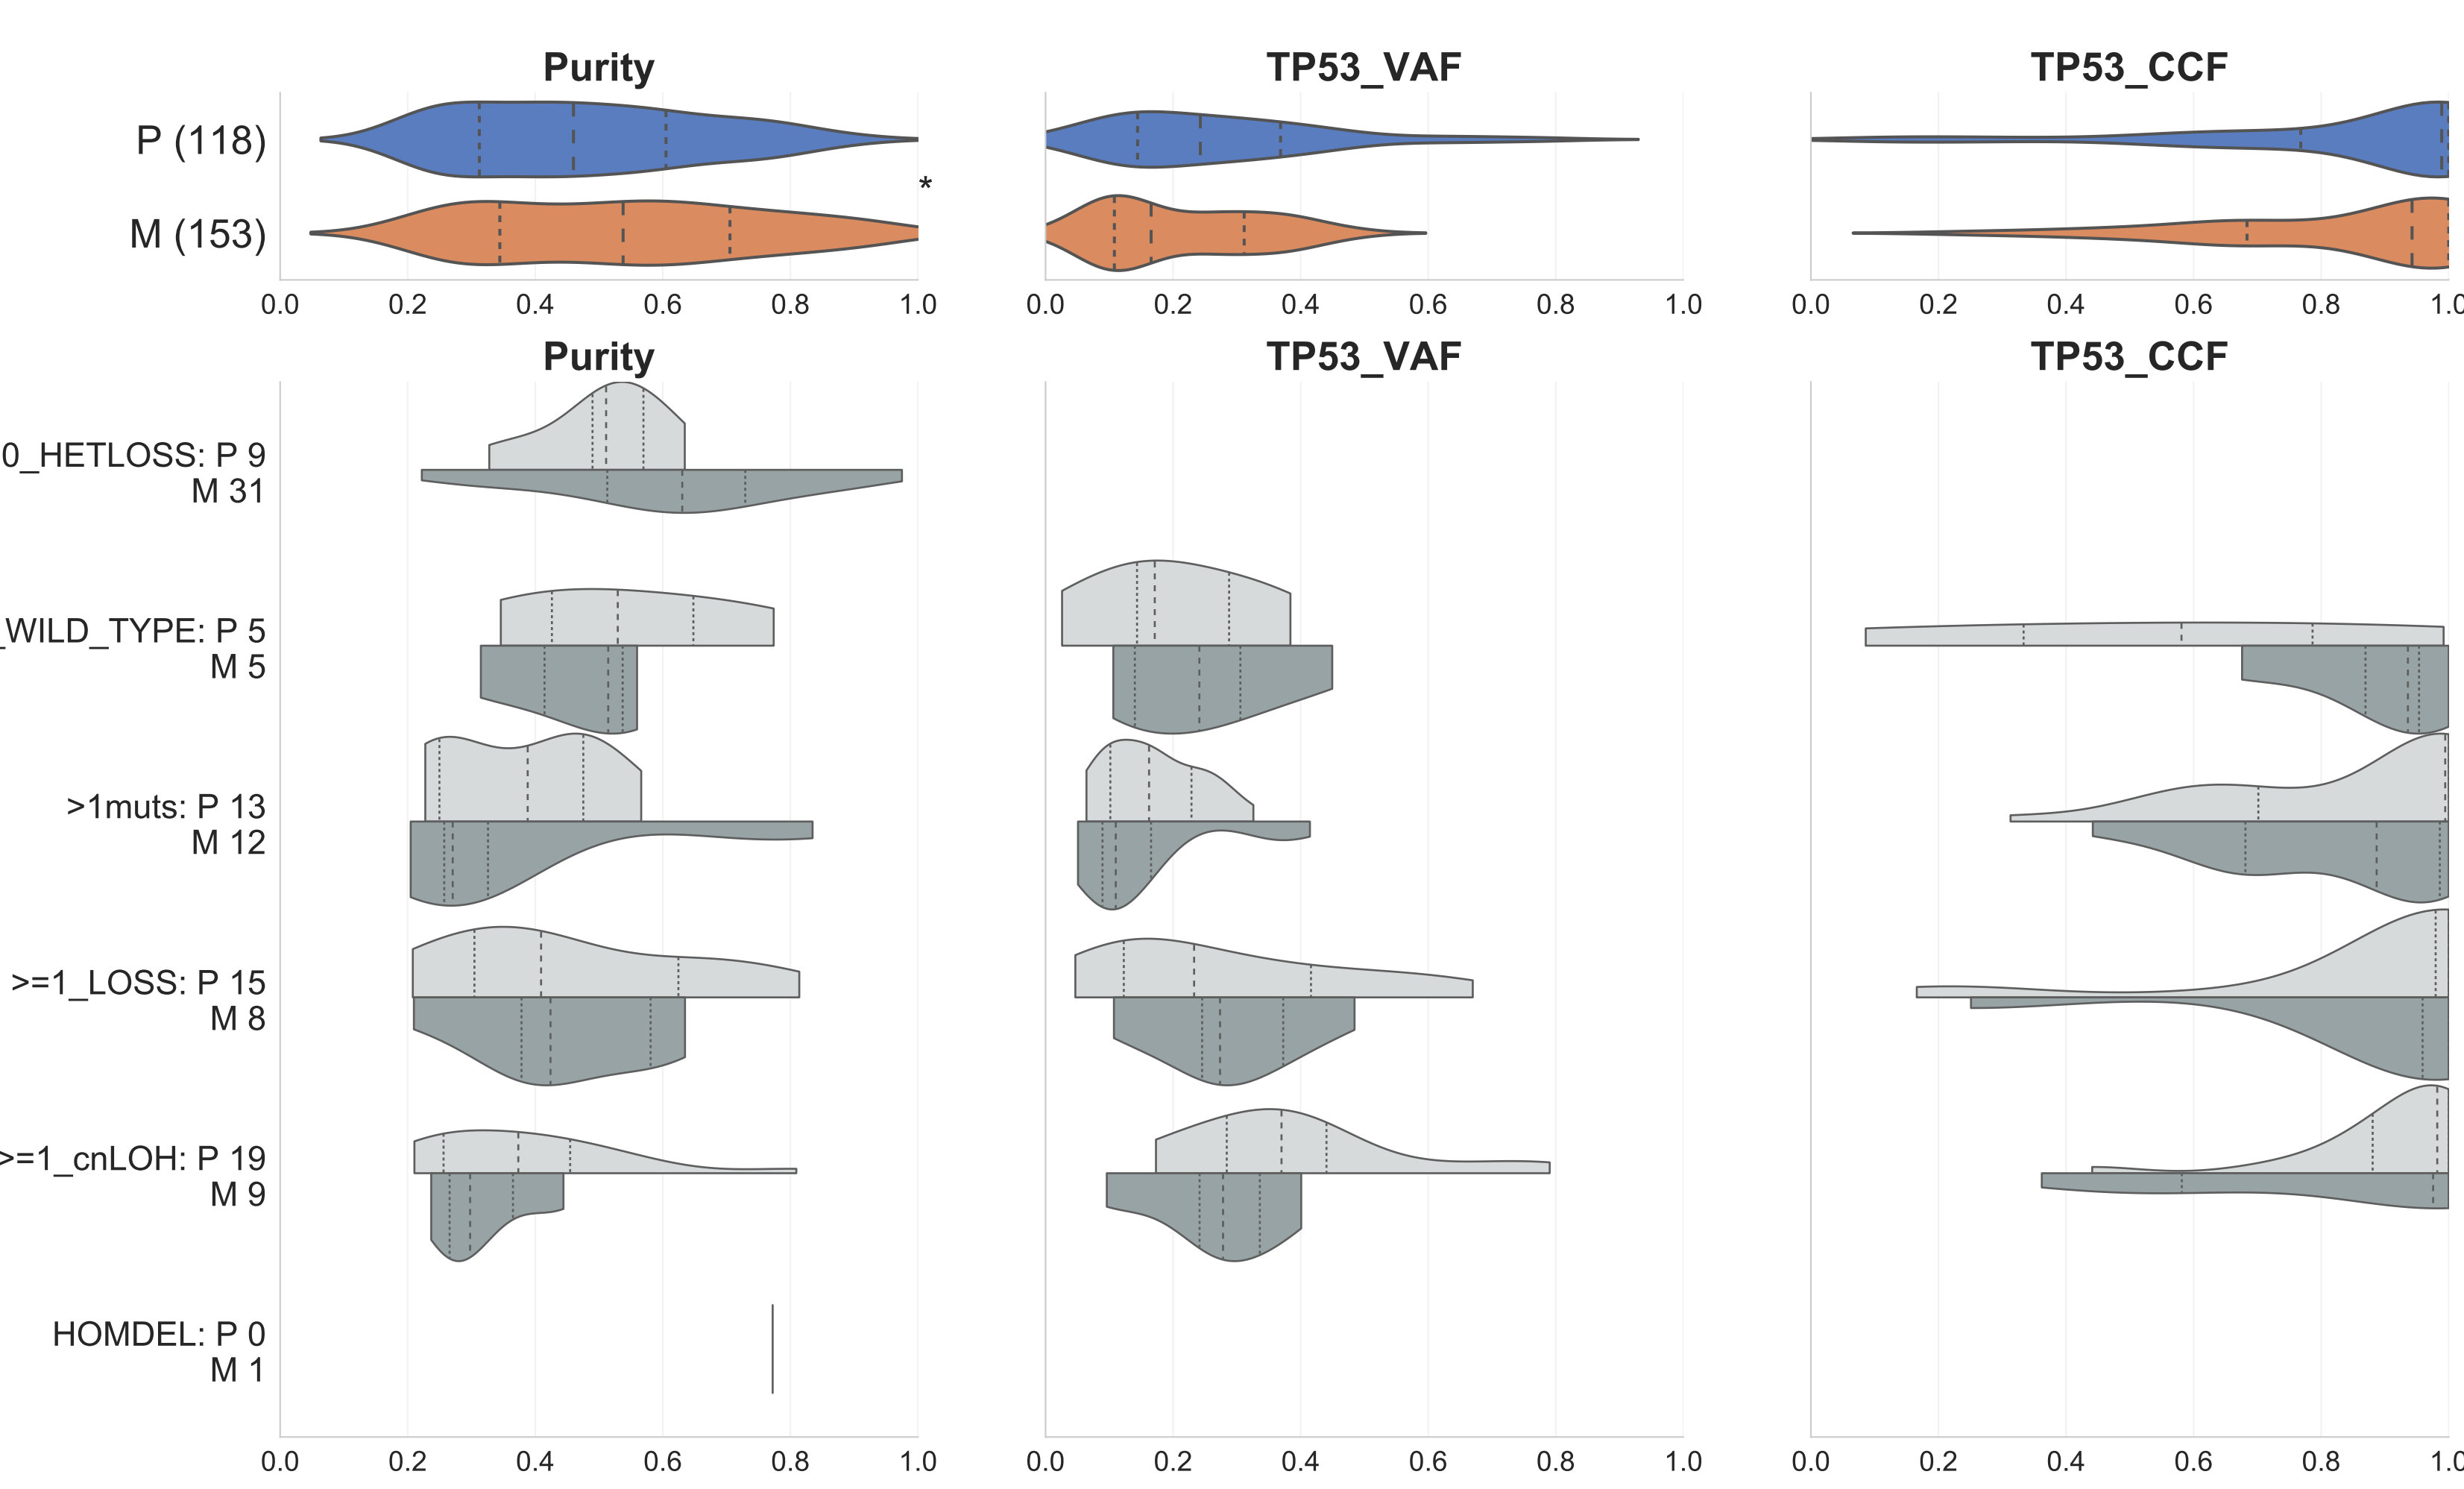 Purity TP53_VAF TP53_CCF
P (118)
*
M (153)
0.0 0.2 0.4 0.6 0.8 1.0 0.0 0.2 0.4 0.6 0.8 1.0 0.0 0.2 0.4 0.6 0.8 1.0
Purity TP53_VAF TP53_CCF
0_HETLOSS: P 9
M 31
_WILD_TYPE: P 5
M 5
>1muts: P 13
M 12
>=1_LOSS: P 15
M 8
>=1_cnLOH: P 19
M 9
HOMDEL: P 0
M 1
0.0 0.2 0.4 0.6 0.8 1.0 0.0 0.2 0.4 0.6 0.8 1.0 0.0 0.2 0.4 0.6 0.8 1.0